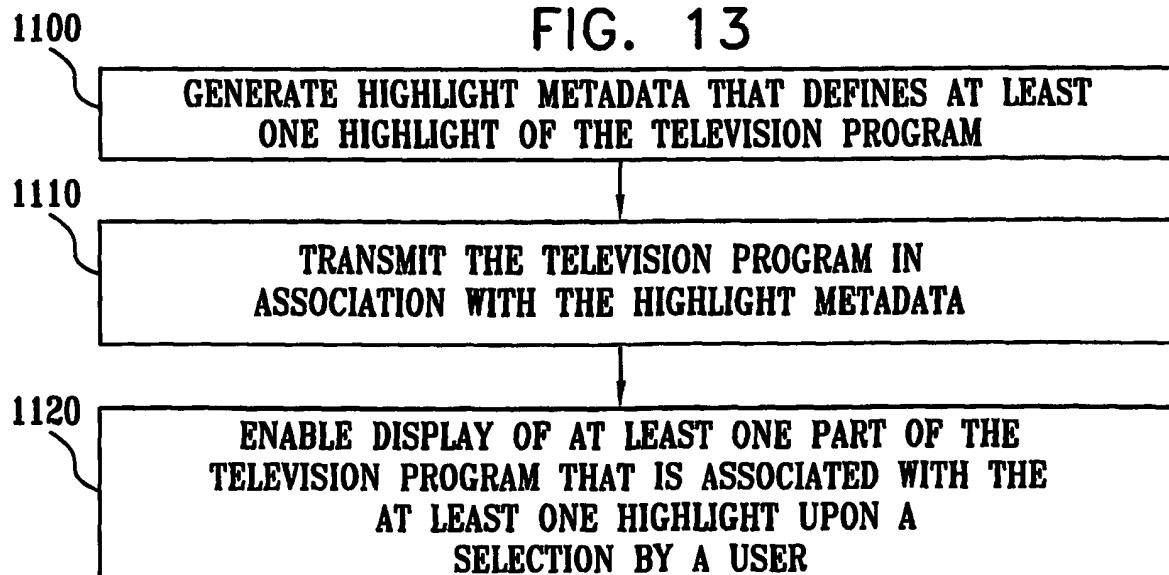 FIG. 13
1100
GENERATE HIGHLIGHT METADATA THAT DEFINES AT LEAST
ONE HIGHLIGHT OF THE TELEVISION PROGRAM
1110
TRANSMIT THE TELEVISION PROGRAM IN
ASSOCIATION WITH THE HIGHLIGHT METADATA
1120
ENABLE DISPLAY OF AT LEAST ONE PART OF THE
TELEVISION PROGRAM THAT IS ASSOCIATED WITH THE
AT LEAST ONE HIGHLIGHT UPON A
SELECTION BY A USER